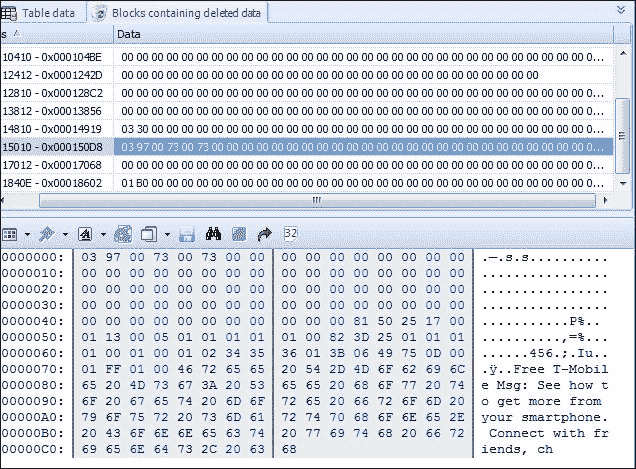 Table data Blocks containing deleted data
s Data
10410 - 0x000104BE 00 00 00 00 00 00 00 00 00 00 00 00 00 00 00 00 00 00 00 00 00 00 00 00 00 00 00 00 00 00 00 0...
12412 - 0x0001242D 00 00 00 00 00 00 00 00 00 00 00 00 00 00 00 00 00 00 00 00 00 00 00 00 00 00 00 00
12810 - 0x000128C2 00 00 00 00 00 00 00 00 00 00 00 00 00 00 00 00 00 00 00 00 00 00 00 00 00 00 00 00 00 00 00 0...
13812 - 0x00013856 00 00 00 00 00 00 00 00 00 00 00 00 00 00 00 00 00 00 00 00 00 00 00 00 00 00 00 00 00 00 00 0...
14810 - 0x00014919 03 30 00 00 00 00 00 00 00 00 00 00 00 00 00 00 00 00 00 00 00 00 00 00 00 00 00 00 00 00 00 0...
15010 - 0x000150D8 03 97 00 73 00 73 00 00 00 00 00 00 00 00 00 00 00 00 00 00 00 00 00 00 00 00 00 00 00 00 00 0...
17012 - 0x00017068 00 00 00 00 00 00 00 00 00 00 00 00 00 00 00 00 00 00 00 00 00 00 00 00 00 00 00 00 00 00 00 0...
1840E - 0x00018602 01 B0 00 00 00 00 00 00 00 00 00 00 00 00 00 00 00 00 00 00 00 00 00 00 00 00 00 00 00 00 00 0...
32
0000000: 03 97 00 73 00 73 00 00 00 00 00 00 00 00 00 00 .—.s.s..........
0000010: 00 00 00 00 00 00 00 00 00 00 00 00 00 00 00 00 ................
0000020: 00 00 00 00 00 00 00 00 00 00 00 00 00 00 00 00 ................
0000030: 00 00 00 00 00 00 00 00 00 00 00 00 00 00 00 00 ................
0000040: 00 00 00 00 00 00 00 00 00 00 00 81 50 25 17 00 ............P%..
0000050: 01 13 00 05 01 01 01 01 01 00 82 3D 25 01 01 01 ..........‚=%...
0000060: 01 00 01 00 01 02 34 35 36 01 3B 06 49 75 0D 00 ......456.;.Iu..
0000070: 01 FF 01 00 46 72 65 65 20 54 2D 4D 6F 62 69 6C .ÿ..Free T-Mobil
0000080: 65 20 4D 73 67 3A 20 53 65 65 20 68 6F 77 20 74 e Msg: See how t
0000090: 6F 20 67 65 74 20 6D 6F 72 65 20 66 72 6F 6D 20 o get more from
00000A0: 79 6F 75 72 20 73 6D 61 72 74 70 68 6F 6E 65 2E your smartphone.
00000B0: 20 43 6F 6E 6E 65 63 74 20 77 69 74 68 20 66 72 Connect with fr
00000C0: 69 65 6E 64 73 2C 20 63 68 iends, ch